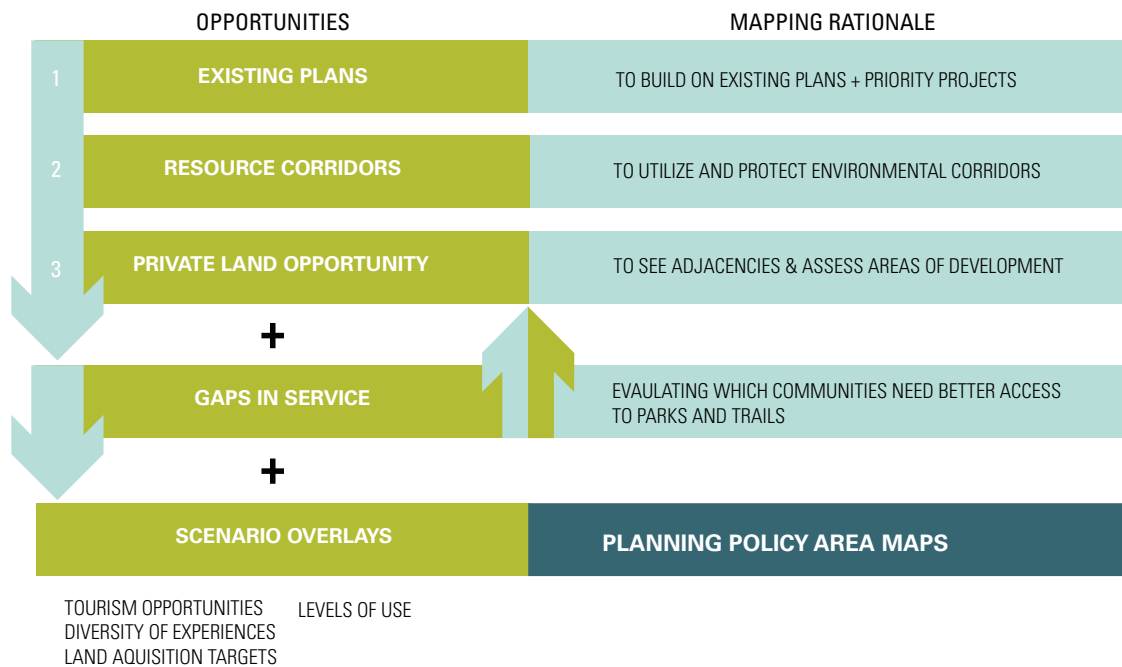 OPPORTUNITIES
MAPPING RATIONALE
1
EXISTING PLANS
TO BUILD ON EXISTING PLANS + PRIORITY PROJECTS
2
RESOURCE CORRIDORS
TO UTILIZE AND PROTECT ENVIRONMENTAL CORRIDORS
3
PRIVATE LAND OPPORTUNITY
TO SEE ADJACENCIES & ASSESS AREAS OF DEVELOPMENT
+
GAPS IN SERVICE
EVAULATING WHICH COMMUNITIES NEED BETTER ACCESS
TO PARKS AND TRAILS
+
SCENARIO OVERLAYS
PLANNING POLICY AREA MAPS
TOURISM OPPORTUNITIES
DIVERSITY OF EXPERIENCES
LAND AQUISITION TARGETS
LEVELS OF USE